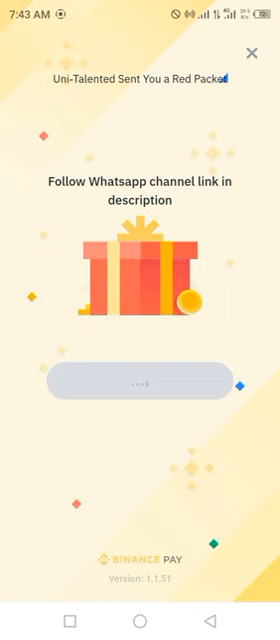 7:43 AM
Uni-Talented Sent You a Red Packet
Follow Whatsapp channel link in
description
BINANCE PAY
Version: 1.1.51